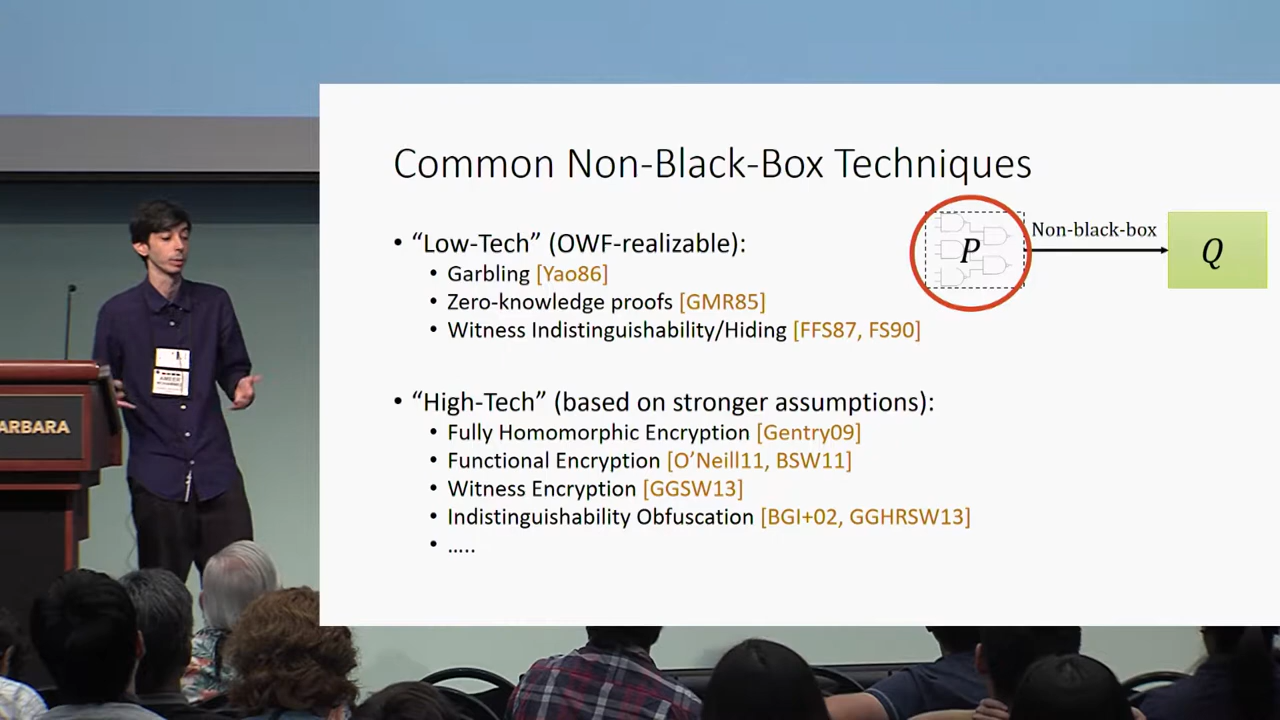 Common Non-Black-Box Techniques
• “Low-Tech” (OWF-realizable):
• Garbling [Yao86]
• Zero-knowledge proofs [GMR85]
• Witness Indistinguishability/Hiding [FFS87, FS90]
P
Non-black-box
Q
• “High-Tech” (based on stronger assumptions):
• Fully Homomorphic Encryption [Gentry09]
• Functional Encryption [O’Neill11, BSW11]
• Witness Encryption [GGSW13]
• Indistinguishability Obfuscation [BGI+02, GGHRSW13]
• …..
ARBARA
AMEER